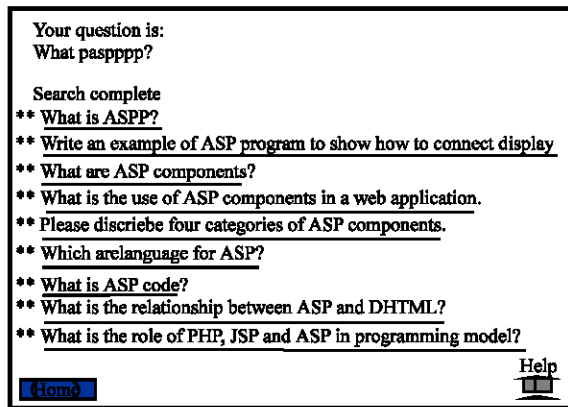 Your question is:
What paspppp?
Search complete
** What is ASPP?
** Write an example of ASP program to show how to connect display
** What are ASP components?
** What is the use of ASP components in a web application.
** Please discriebe four categories of ASP components.
** Which arelanguage for ASP?
** What is ASP code?
** What is the relationship between ASP and DHTML?
** What is the role of PHP, JSP and ASP in programming model?
Help
Home